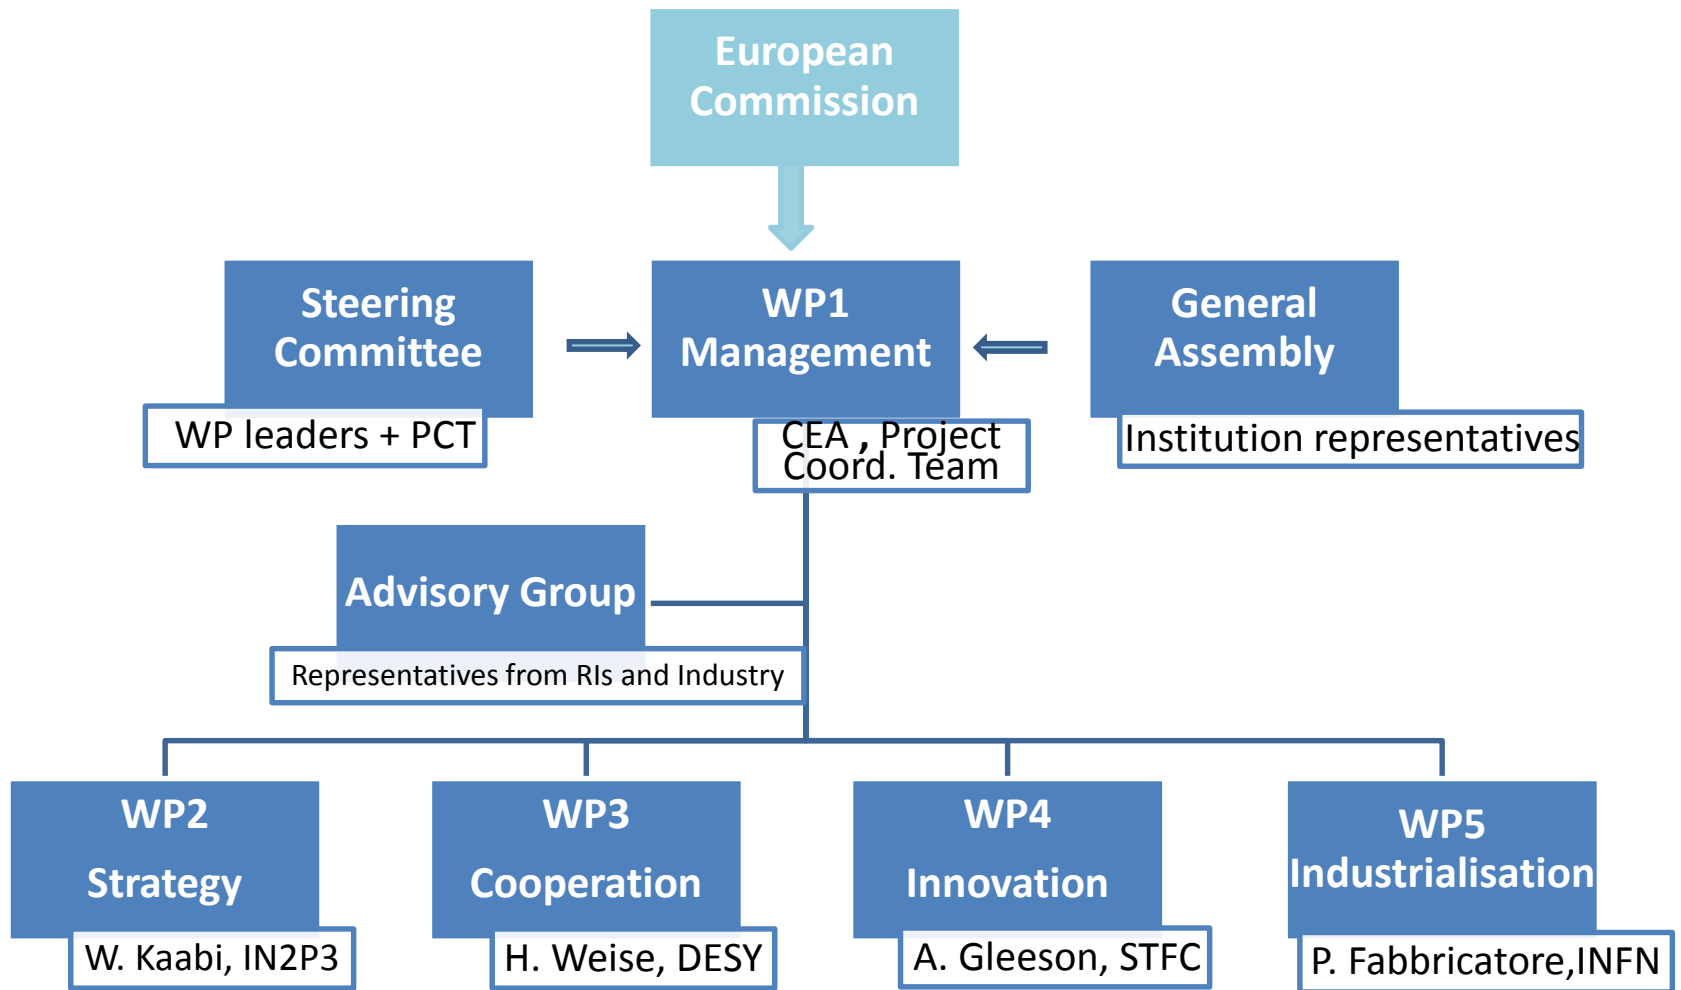 European
Commission
Steering
Committee
WP leaders + PCT
WP1
Management
CEA , Project
Coord. Team
General
Assembly
Institution representatives
Advisory Group
Representatives from RIs and Industry
WP2
Strategy
W. Kaabi, IN2P3
WP3
Cooperation
H. Weise, DESY
WP4
Innovation
A. Gleeson, STFC
WP5
Industrialisation
P. Fabbricatore,INFN